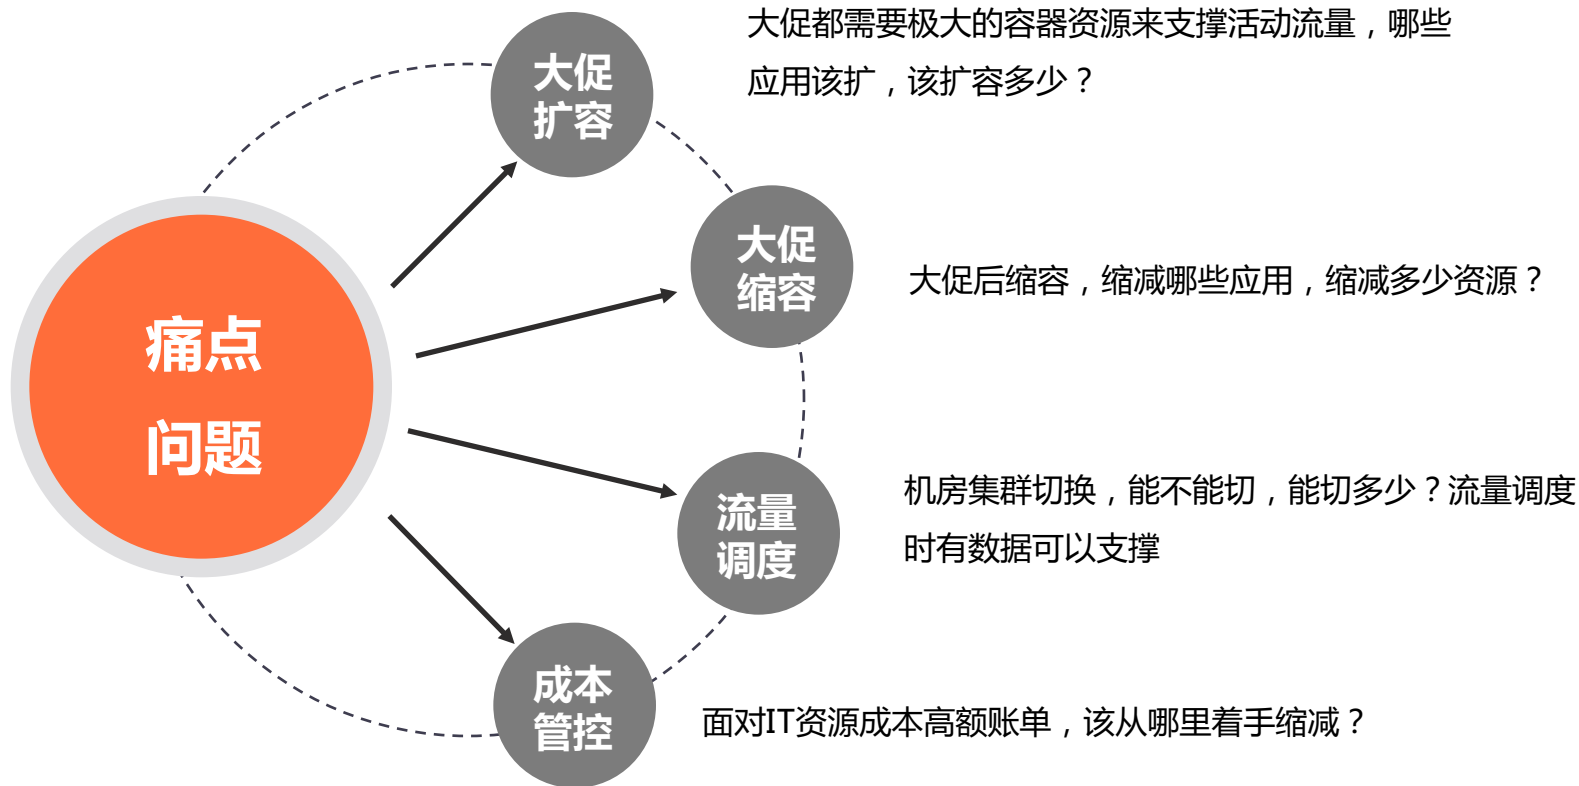 痛点
问题
大促
扩容
大促都需要极大的容器资源来支撑活动流量，哪些
应用该扩，该扩容多少？
大促
缩容
大促后缩容，缩减哪些应用，缩减多少资源？
流量
调度
机房集群切换，能不能切，能切多少？流量调度
时有数据可以支撑
成本
管控
面对IT资源成本高额账单，该从哪里着手缩减？